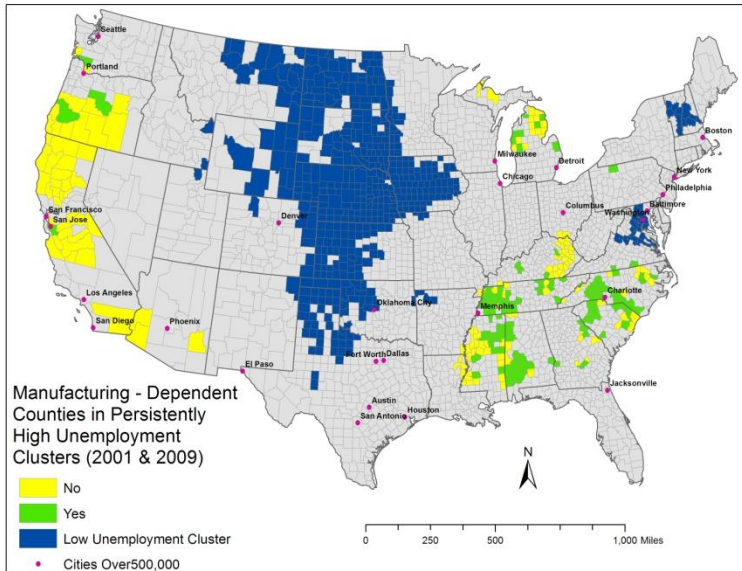 Seattle
Portland
Milwaukee
Detroit
Boston
Chicago
New York
Philadelphia
Columbus
Baltimore
Washington
San Francisco
San Jose
Denver
Los Angeles
San Diego
Phoenix
Oklahoma City
Memphis
Charlotte
El Paso
Fort Worth
Dallas
Jacksonville
Austin
San Antonio
Houston
Manufacturing - Dependent
Counties in Persistently
High Unemployment
Clusters (2001 & 2009)
No
Yes
Low Unemployment Cluster
Cities Over500,000
N
0 250 500 1,000 Miles